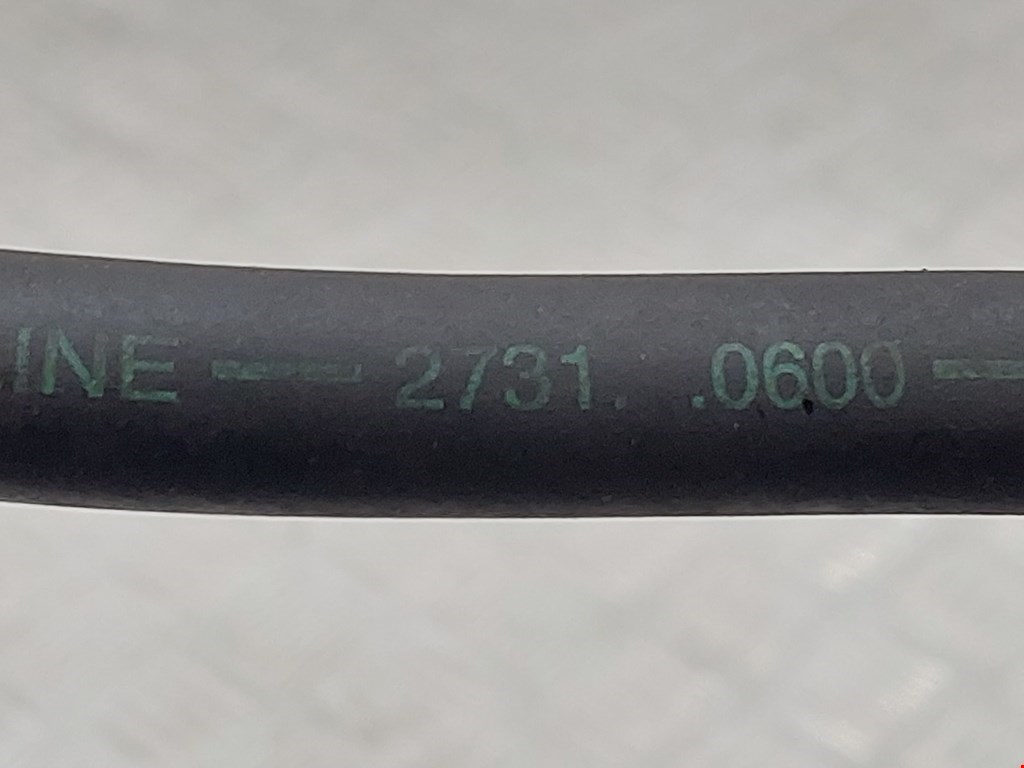 INE — 2731. .0600 —